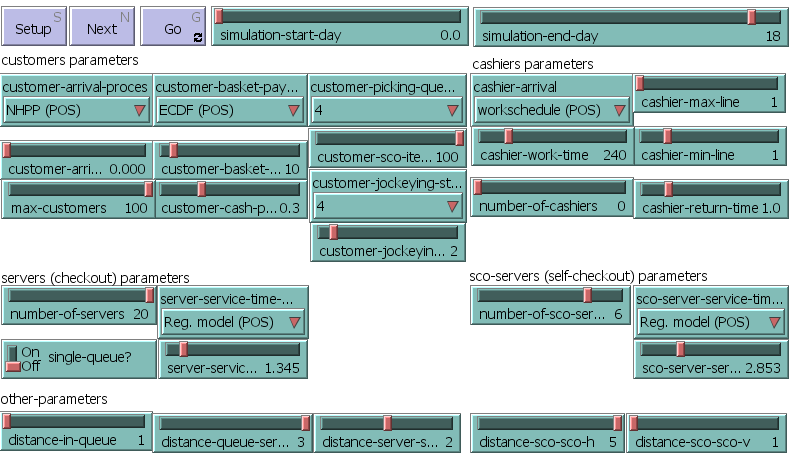 S N G
Setup Next Go
simulation-start-day 0.0 simulation-end-day 18
customers parameters cashiers parameters
customer-arrival-proces customer-basket-pay... customer-picking-que... cashier-arrival
NHPP (POS) ECDF (POS) 4 workschedule (POS) cashier-max-line 1
customer-arri... 0.000 customer-basket-... 10 customer-sco-ite... 100 cashier-work-time 240 cashier-min-line 1
customer-jockeying-st...
max-customers 100 customer-cash-p... 0.3 4 number-of-cashiers 0 cashier-return-time 1.0
customer-jockeyin... 2
servers (checkout) parameters sco-servers (self-checkout) parameters
number-of-servers 20 server-service-time-... number-of-sco-ser... 6 sco-server-service-tim...
Reg. model (POS) Reg. model (POS)
On
Off single-queue? server-servic... 1.345 sco-server-ser... 2.853
other-parameters
distance-in-queue 1 distance-queue-ser... 3 distance-server-s... 2 distance-sco-sco-h 5 distance-sco-sco-v 1